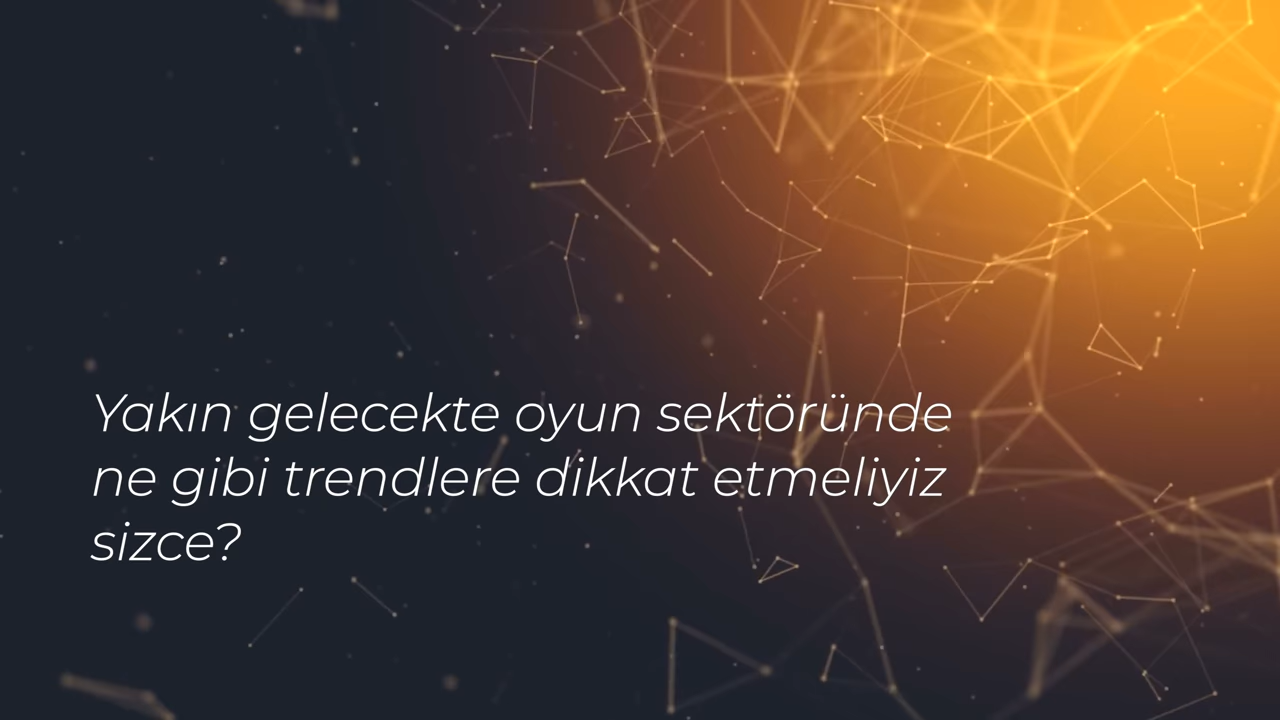 Yakın gelecekte oyun sektöründe
ne gibi trendlere dikkat etmeliyiz
sizce?